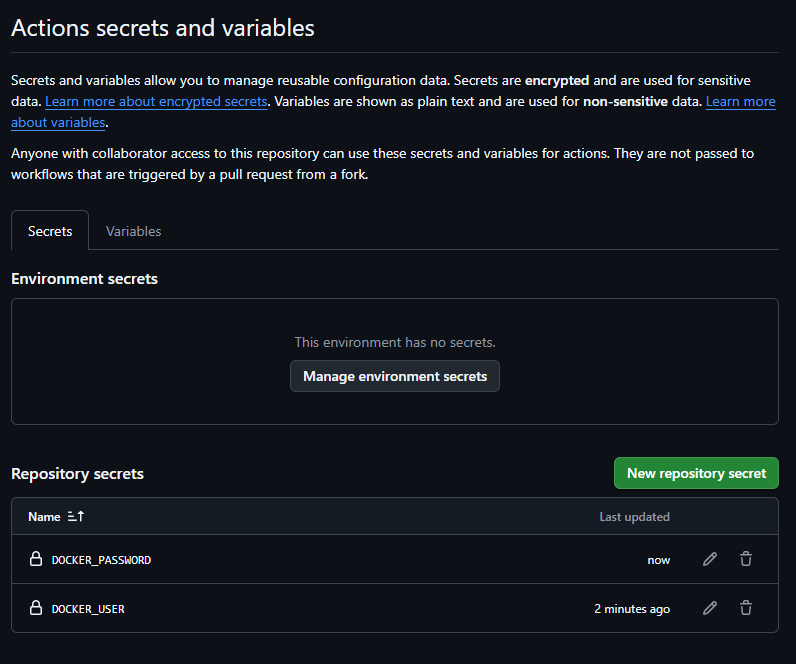 Actions secrets and variables
Secrets and variables allow you to manage reusable configuration data. Secrets are encrypted and are used for sensitive
data. Learn more about encrypted secrets. Variables are shown as plain text and are used for non-sensitive data. Learn more
about variables.
Anyone with collaborator access to this repository can use these secrets and variables for actions. They are not passed to
workflows that are triggered by a pull request from a fork.
Secrets Variables
Environment secrets
This environment has no secrets.
Manage environment secrets
Repository secrets New repository secret
Name Last updated
DOCKER_PASSWORD now
DOCKER_USER 2 minutes ago